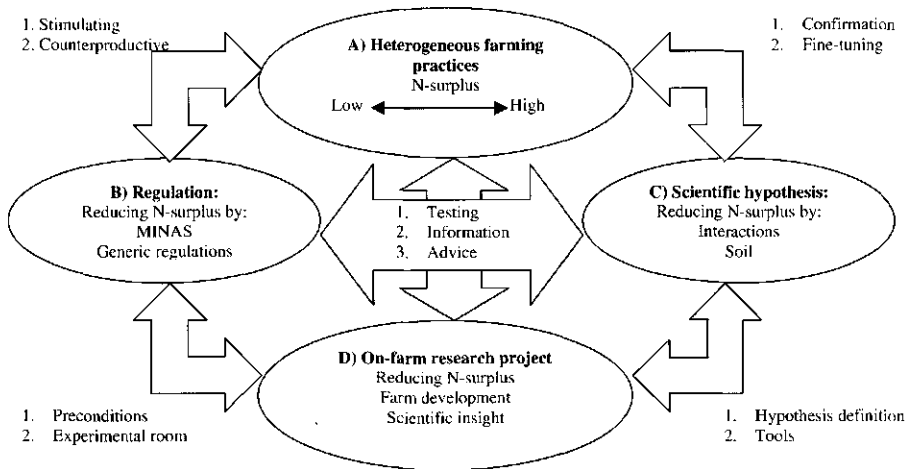 1. Stimulating
2. Counterproductive
A) Heterogeneous farming
practices
N-surplus
Low High
1. Confirmation
2. Fine-tuning
B) Regulation:
Reducing N-surplus by:
MINAS
Generic regulations
1. Testing
2. Information
3. Advice
C) Scientific hypothesis:
Reducing N-surplus by:
Interactions
Soil
D) On-farm research project
Reducing N-surplus
Farm development
Scientific insight
1. Preconditions
2. Experimental room
1. Hypothesis definition
2. Tools